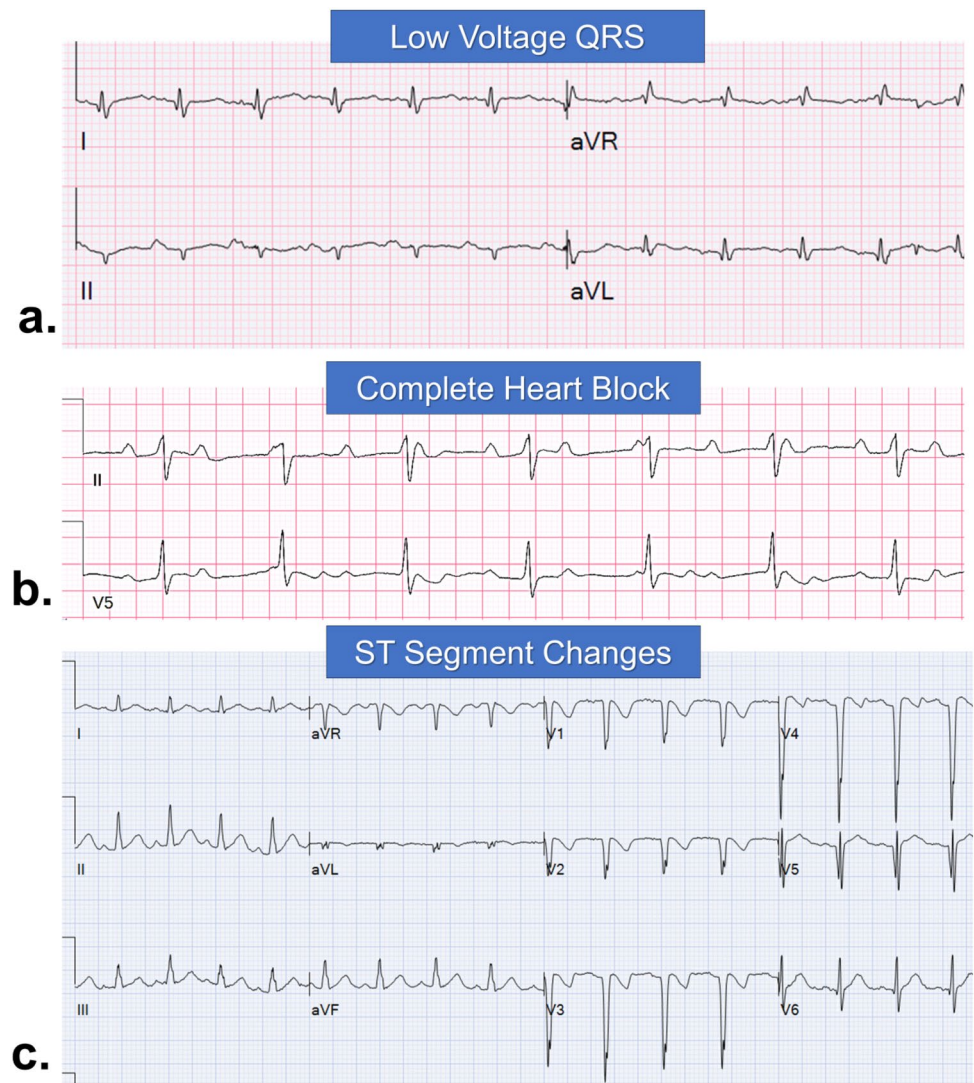 Low Voltage QRS
I
aVR
II
aVL
a.
Complete Heart Block
II
V5
b.
ST Segment Changes
I
aVR
V1
V4
II
aVL
V2
V5
III
aVF
V3
V6
c.